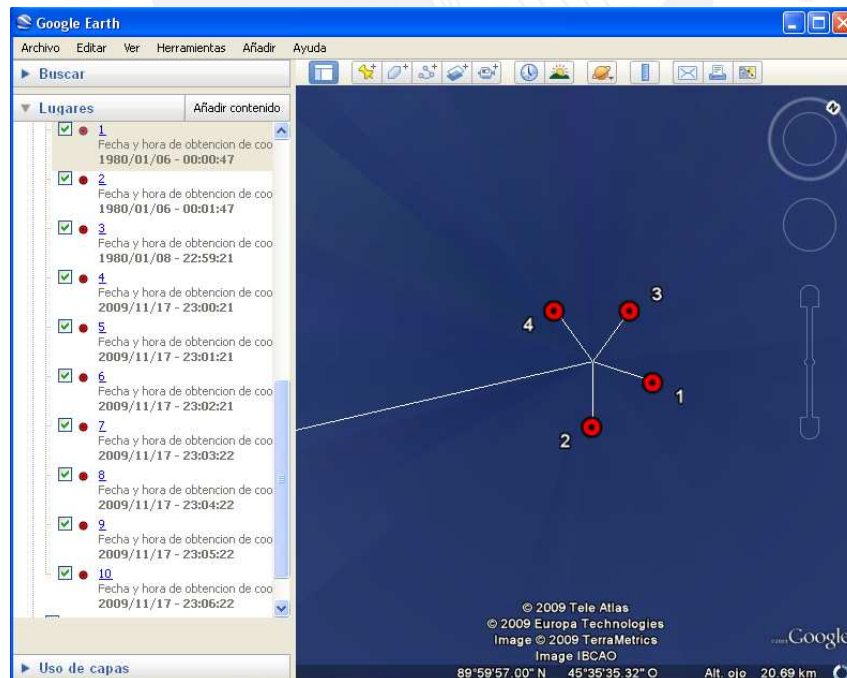 Google Earth
Archivo Editar Ver Herramientas Añadir Ayuda
Buscar
Lugares Añadir contenido
1
Fecha y hora de obtencion de coo
1980/01/06 - 00:00:47
2
Fecha y hora de obtencion de coo
1980/01/06 - 00:01:47
3
Fecha y hora de obtencion de coo
1980/01/08 - 22:59:21
4
Fecha y hora de obtencion de coo
2009/11/17 - 23:00:21
5
Fecha y hora de obtencion de coo
2009/11/17 - 23:01:21
6
Fecha y hora de obtencion de coo
2009/11/17 - 23:02:21
7
Fecha y hora de obtencion de coo
2009/11/17 - 23:03:22
8
Fecha y hora de obtencion de coo
2009/11/17 - 23:04:22
9
Fecha y hora de obtencion de coo
2009/11/17 - 23:05:22
10
Fecha y hora de obtencion de coo
2009/11/17 - 23:06:22
Uso de capas
N
3
4
1
2
© 2009 Tele Atlas
© 2009 Europa Technologies
Image © 2009 TerraMetrics
Image IBCAO
Google
89°59'57.00" N 45°35'35.32" O Alt. ojo 20.69 km